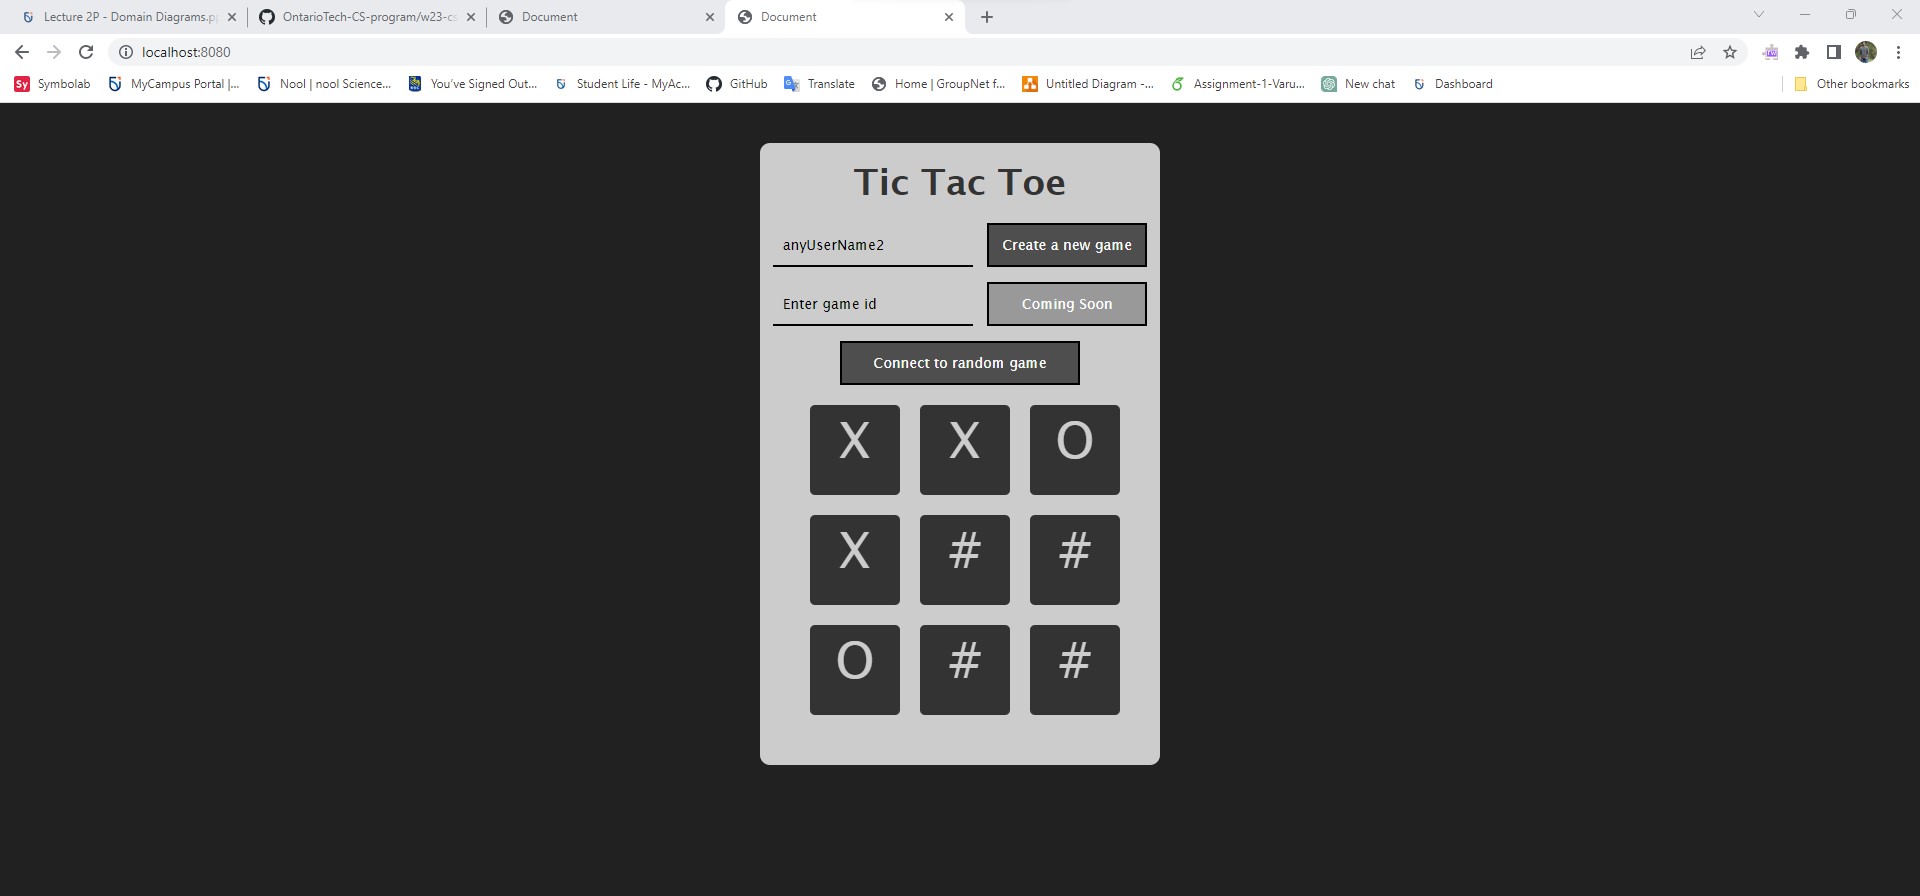 Lecture 2P - Domain Diagrams.pp
OntarioTech-CS-program/w23-cs
Document
Document
localhost:8080
Symbolab
MyCampus Portal |...
Nool | nool Science...
You've Signed Out...
Student Life - MyAc...
GitHub
Translate
Home | GroupNet f...
Untitled Diagram -...
Assignment-1-Varu...
New chat
Dashboard
Other bookmarks
Tic Tac Toe
anyUserName2
Create a new game
Enter game id
Coming Soon
Connect to random game
X X O
X # #
O # #